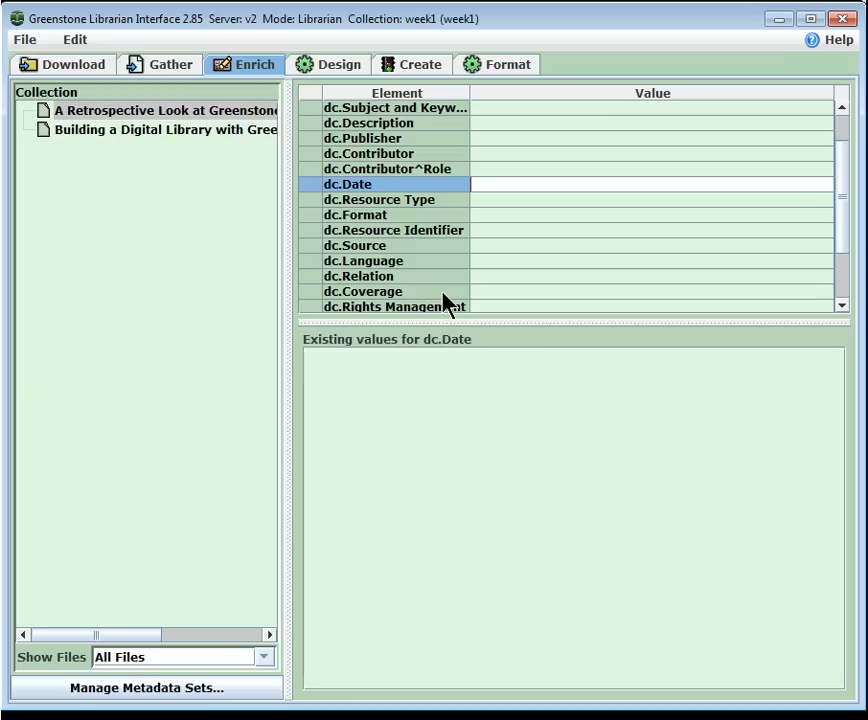 Greenstone Librarian Interface 2.85 Server: v2 Mode: Librarian Collection: week1 (week1)
File Edit Help
Download Gather Enrich Design Create Format
Collection
A Retrospective Look at Greenstone
Building a Digital Library with Gree
Show Files All Files
Manage Metadata Sets...
Element Value
dc.Subject and Keyw...
dc.Description
dc.Publisher
dc.Contributor
dc.Contributor^Role
dc.Date
dc.Resource Type
dc.Format
dc.Resource Identifier
dc.Source
dc.Language
dc.Relation
dc.Coverage
dc.Rights Management
Existing values for dc.Date